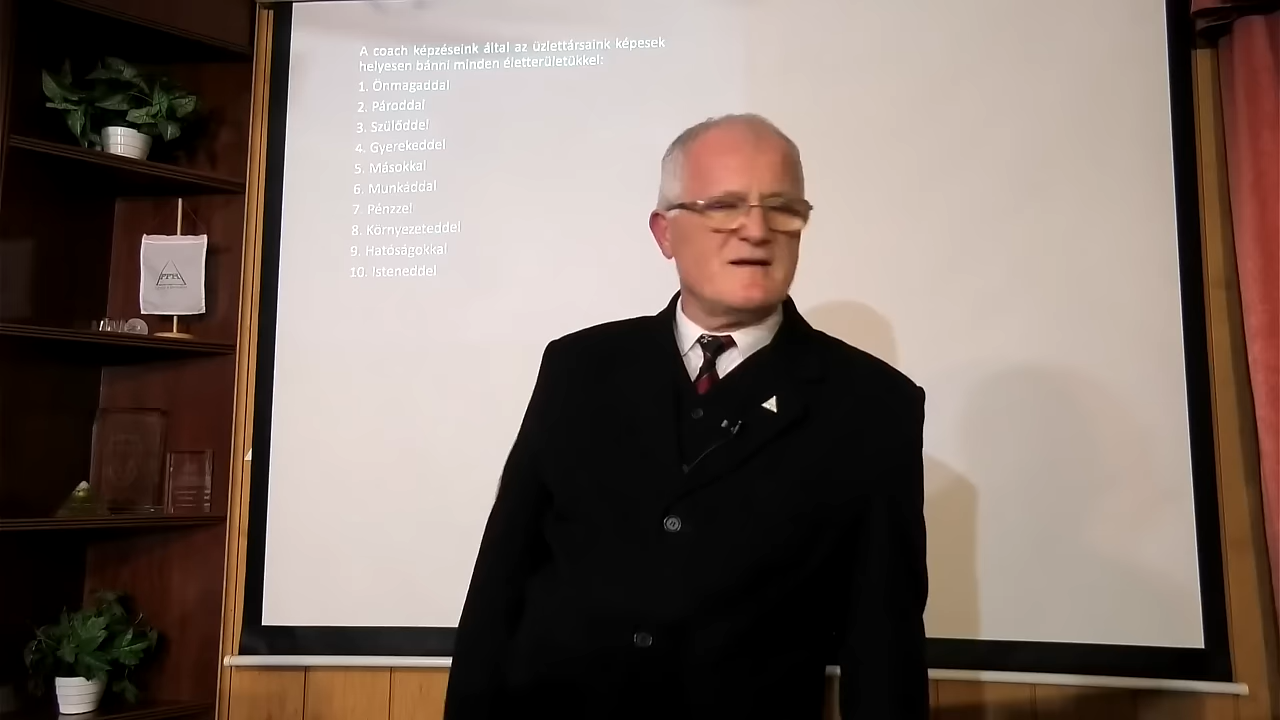 A coach képzéseink által az üzlettársaink képesek
helyesen bánni minden életterületükkel:
1. Önmagaddal
2. Pároddal
3. Szülőddel
4. Gyerekeddel
5. Másokkal
6. Munkáddal
7. Pénzzel
8. Környezeteddel
9. Hatóságokkal
10. Isteneddel